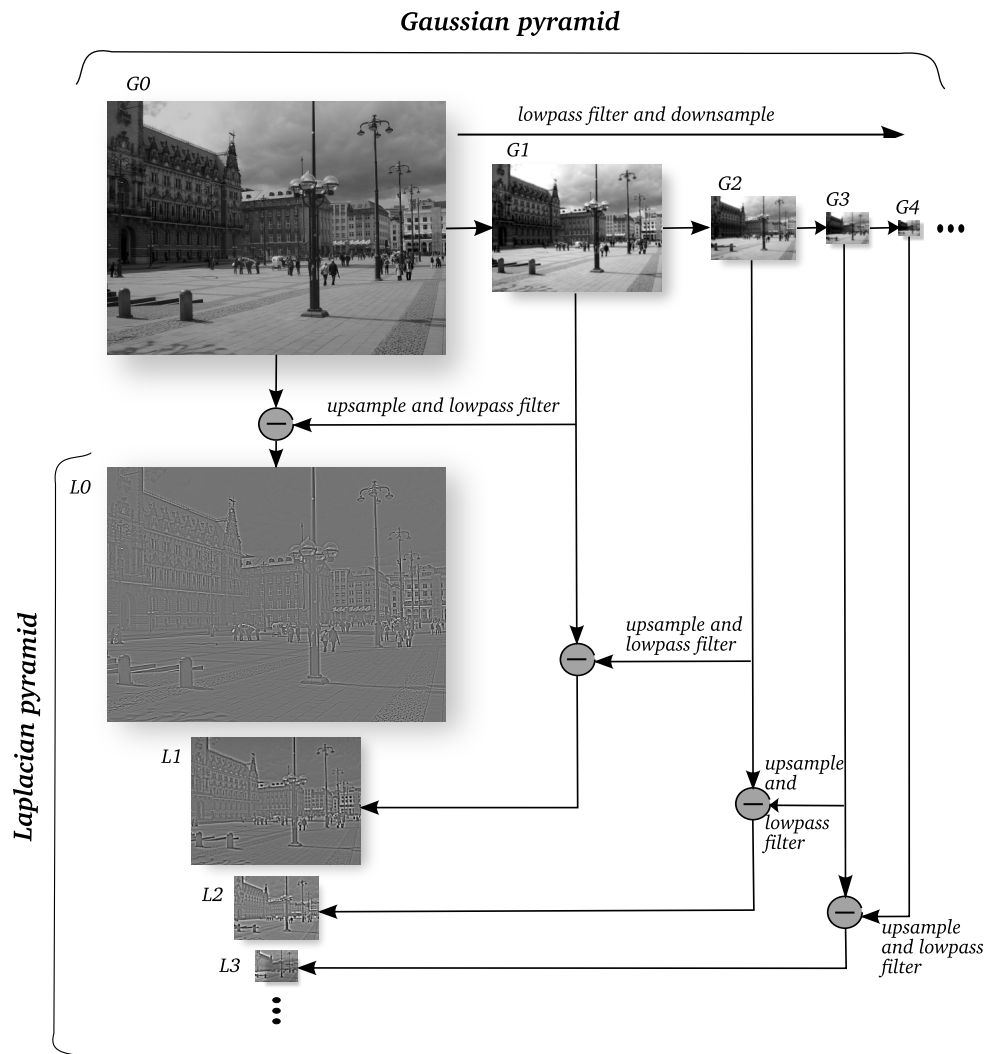 Gaussian pyramid
G0
lowpass filter and downsample
G1
G2
G3
G4
upsample and lowpass filter
L0
Laplacian pyramid
upsample and
lowpass filter
L1
upsample
and
lowpass
filter
L2
upsample
and lowpass
filter
L3